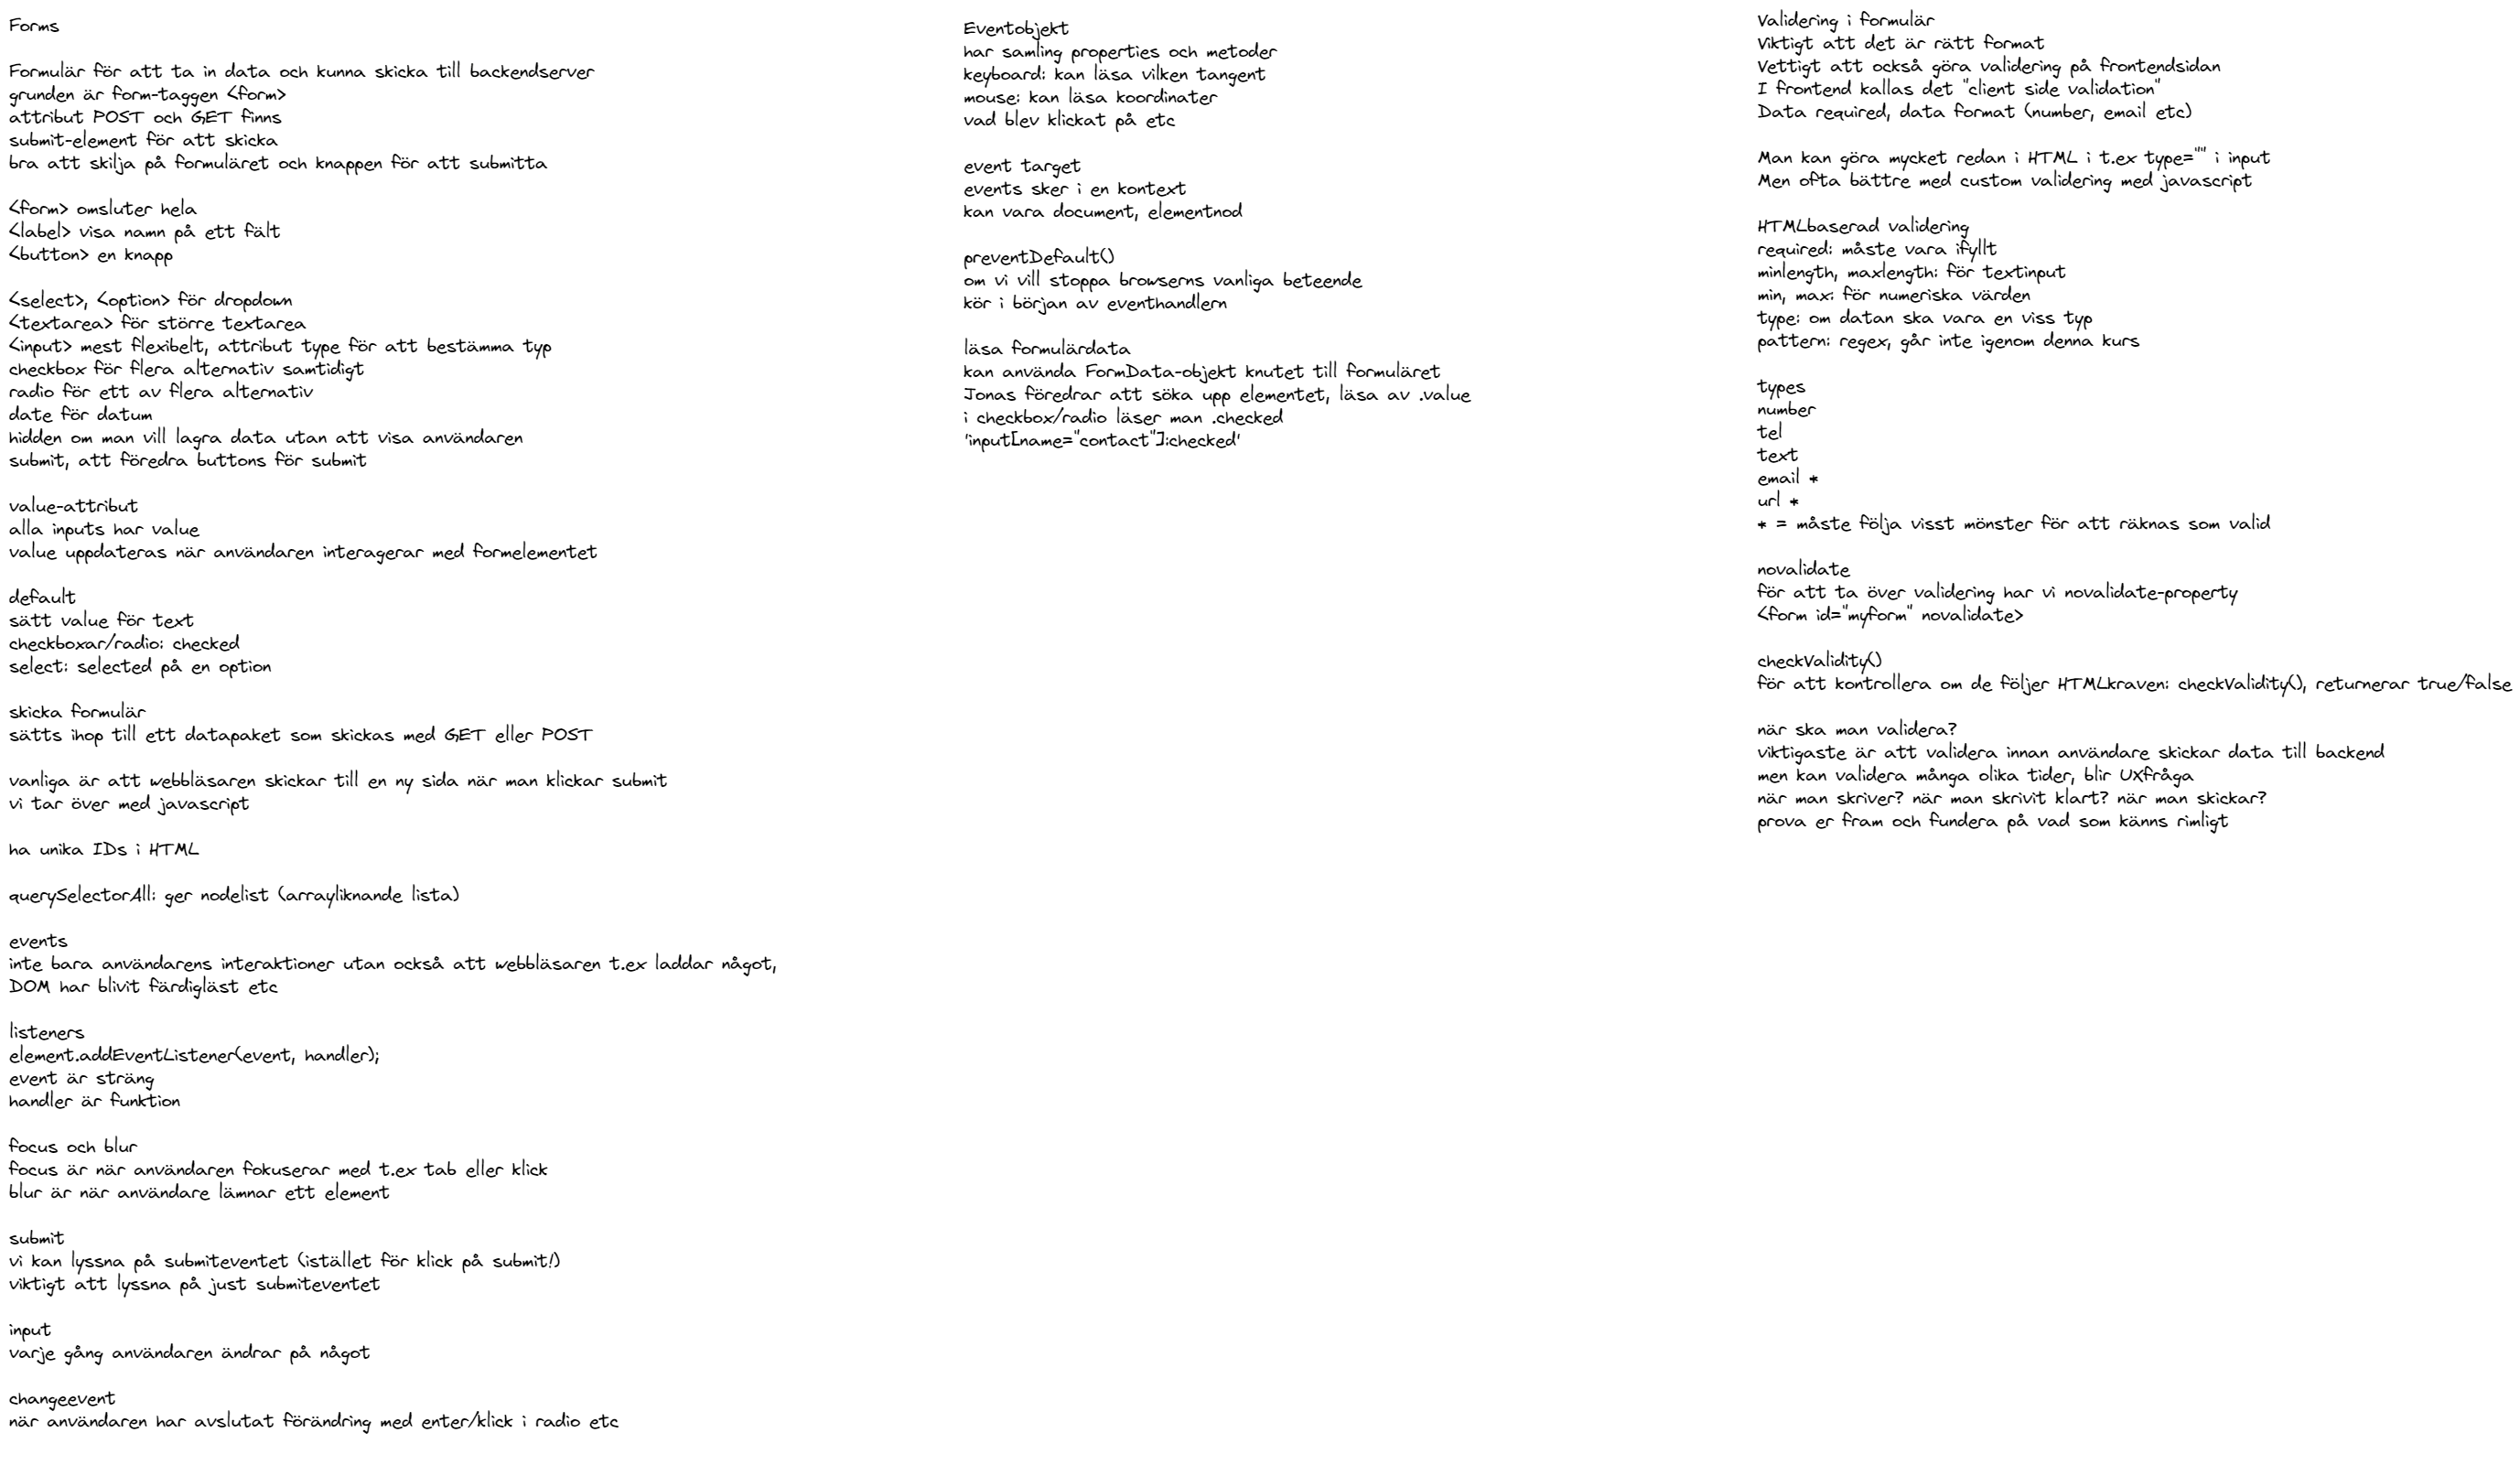 Forms
Formulär för att ta in data och kunna skicka till backendserver
grunden är form-taggen <form>
attribut POST och GET finns
submit-element för att skicka
bra att skilja på formuläret och knappen för att submitta
<form> omsluter hela
<label> visa namn på ett fält
<button> en knapp
<select>, <option> för dropdown
<textarea> för större textarea
<input> mest flexibelt, attribut type för att bestämma typ
checkbox för flera alternativ samtidigt
radio för ett av flera alternativ
date för datum
hidden om man vill lagra data utan att visa användaren
submit, att föredra buttons för submit
value-attribut
alla inputs har value
value uppdateras när användaren interagerar med formelementet
default
sätt value för text
checkboxar/radio: checked
select: selected på en option
skicka formulär
sätts ihop till ett datapaket som skickas med GET eller POST
vanliga är att webbläsaren skickar till en ny sida när man klickar submit
vi tar över med javascript
ha unika IDs i HTML
querySelectorAll: ger nodelist (arrayliknande lista)
events
inte bara användarens interaktioner utan också att webbläsaren t.ex laddar något,
DOM har blivit färdigläst etc
listeners
element.addEventListener(event, handler);
event är sträng
handler är funktion
focus och blur
focus är när användaren fokuserar med t.ex tab eller klick
blur är när användare lämnar ett element
submit
vi kan lyssna på submiteventet (istället för klick på submit!)
viktigt att lyssna på just submiteventet
input
varje gång användaren ändrar på något
changeevent
när användaren har avslutat förändring med enter/klick i radio etc
Eventobjekt
har samling properties och metoder
keyboard: kan läsa vilken tangent
mouse: kan läsa koordinater
vad blev klickat på etc
event target
events sker i en kontext
kan vara document, elementnod
preventDefault()
om vi vill stoppa browserns vanliga beteende
kör i början av eventhandlern
läsa formulärdata
kan använda FormData-objekt knutet till formuläret
Jonas föredrar att söka upp elementet, läsa av .value
i checkbox/radio läser man .checked
'input[name="contact"]:checked'
Validering i formulär
Viktigt att det är rätt format
Vettigt att också göra validering på frontendsidan
I frontend kallas det "client side validation"
Data required, data format (number, email etc)
Man kan göra mycket redan i HTML i t.ex type="" i input
Men ofta bättre med custom validering med javascript
HTMLbaserad validering
required: måste vara ifyllt
minlength, maxlength: för textinput
min, max: för numeriska värden
type: om datan ska vara en viss typ
pattern: regex, går inte igenom denna kurs
types
number
tel
text
email *
url *
* = måste följa visst mönster för att räknas som valid
novalidate
för att ta över validering har vi novalidate-property
<form id="myform" novalidate>
checkValidity()
för att kontrollera om de följer HTMLkraven: checkValidity(), returnerar true/false
när ska man validera?
viktigaste är att validera innan användare skickar data till backend
men kan validera många olika tider, blir UXfråga
när man skriver? när man skrivit klart? när man skickar?
prova er fram och fundera på vad som känns rimligt